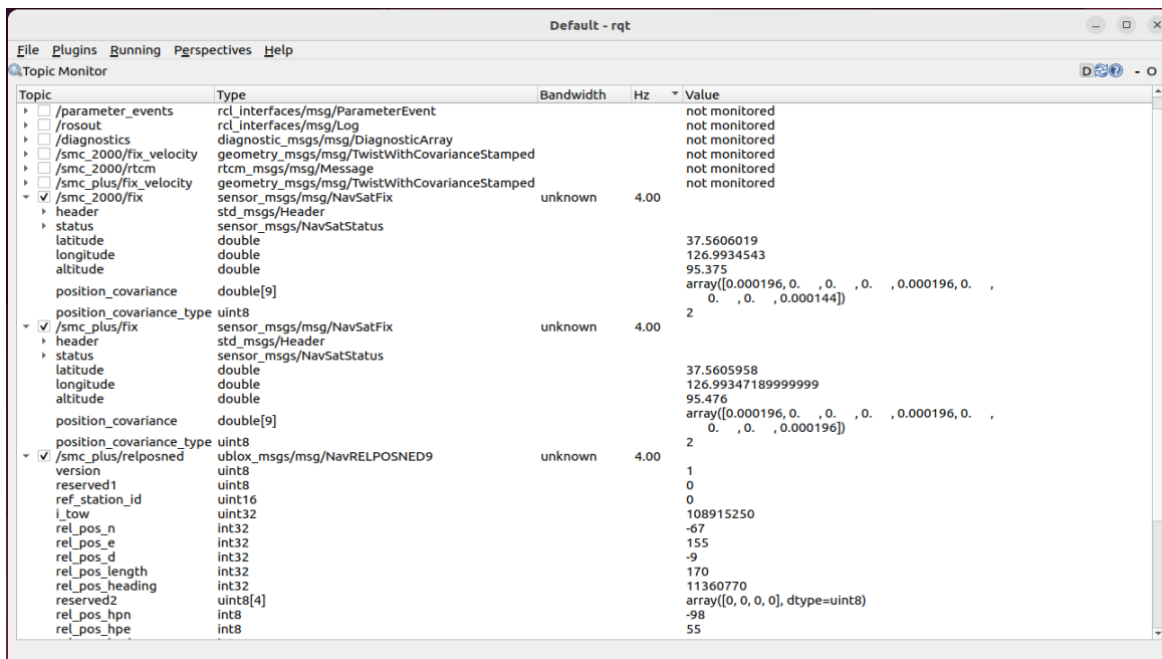 Default - rqt
File Plugins Running Perspectives Help
Topic Monitor D - O
Topic Type Bandwidth Hz Value
/parameter_events rcl_interfaces/msg/ParameterEvent not monitored
/rosout rcl_interfaces/msg/Log not monitored
/diagnostics diagnostic_msgs/msg/DiagnosticArray not monitored
/smc_2000/fix_velocity geometry_msgs/msg/TwistWithCovarianceStamped not monitored
/smc_2000/rtcm rtcm_msgs/msg/Message not monitored
/smc_plus/fix_velocity geometry_msgs/msg/TwistWithCovarianceStamped not monitored
/smc_2000/fix sensor_msgs/msg/NavSatFix unknown 4.00
header std_msgs/Header
status sensor_msgs/NavSatStatus
latitude double 37.5606019
longitude double 126.9934543
altitude double 95.375
position_covariance double[9] array([0.000196, 0. , 0. , 0. , 0.000196, 0. ,
0. , 0. , 0.000144])
position_covariance_type uint8 2
/smc_plus/fix sensor_msgs/msg/NavSatFix unknown 4.00
header std_msgs/Header
status sensor_msgs/NavSatStatus
latitude double 37.5605958
longitude double 126.99347189999999
altitude double 95.476
position_covariance double[9] array([0.000196, 0. , 0. , 0. , 0.000196, 0. ,
0. , 0. , 0.000196])
position_covariance_type uint8 2
/smc_plus/relposned ublox_msgs/msg/NavRELPOSNED9 unknown 4.00
version uint8 1
reserved1 uint8 0
ref_station_id uint16 0
i_tow uint32 108915250
rel_pos_n int32 -67
rel_pos_e int32 155
rel_pos_d int32 -9
rel_pos_length int32 170
rel_pos_heading int32 11360770
reserved2 uint8[4] array([0, 0, 0, 0], dtype=uint8)
rel_pos_hpn int8 -98
rel_pos_hpe int8 55